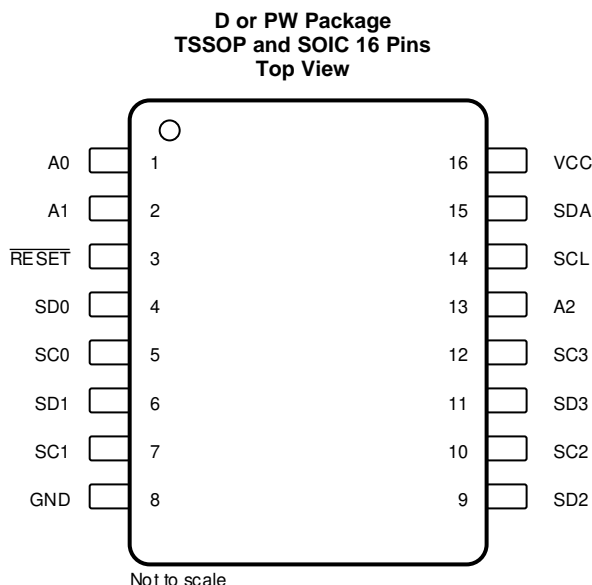 D or PW Package
TSSOP and SOIC 16 Pins
Top View
A0 1 16 VCC
A1 2 15 SDA
RESET 3 14 SCL
SD0 4 13 A2
SC0 5 12 SC3
SD1 6 11 SD3
SC1 7 10 SC2
GND 8 9 SD2
Not to scale